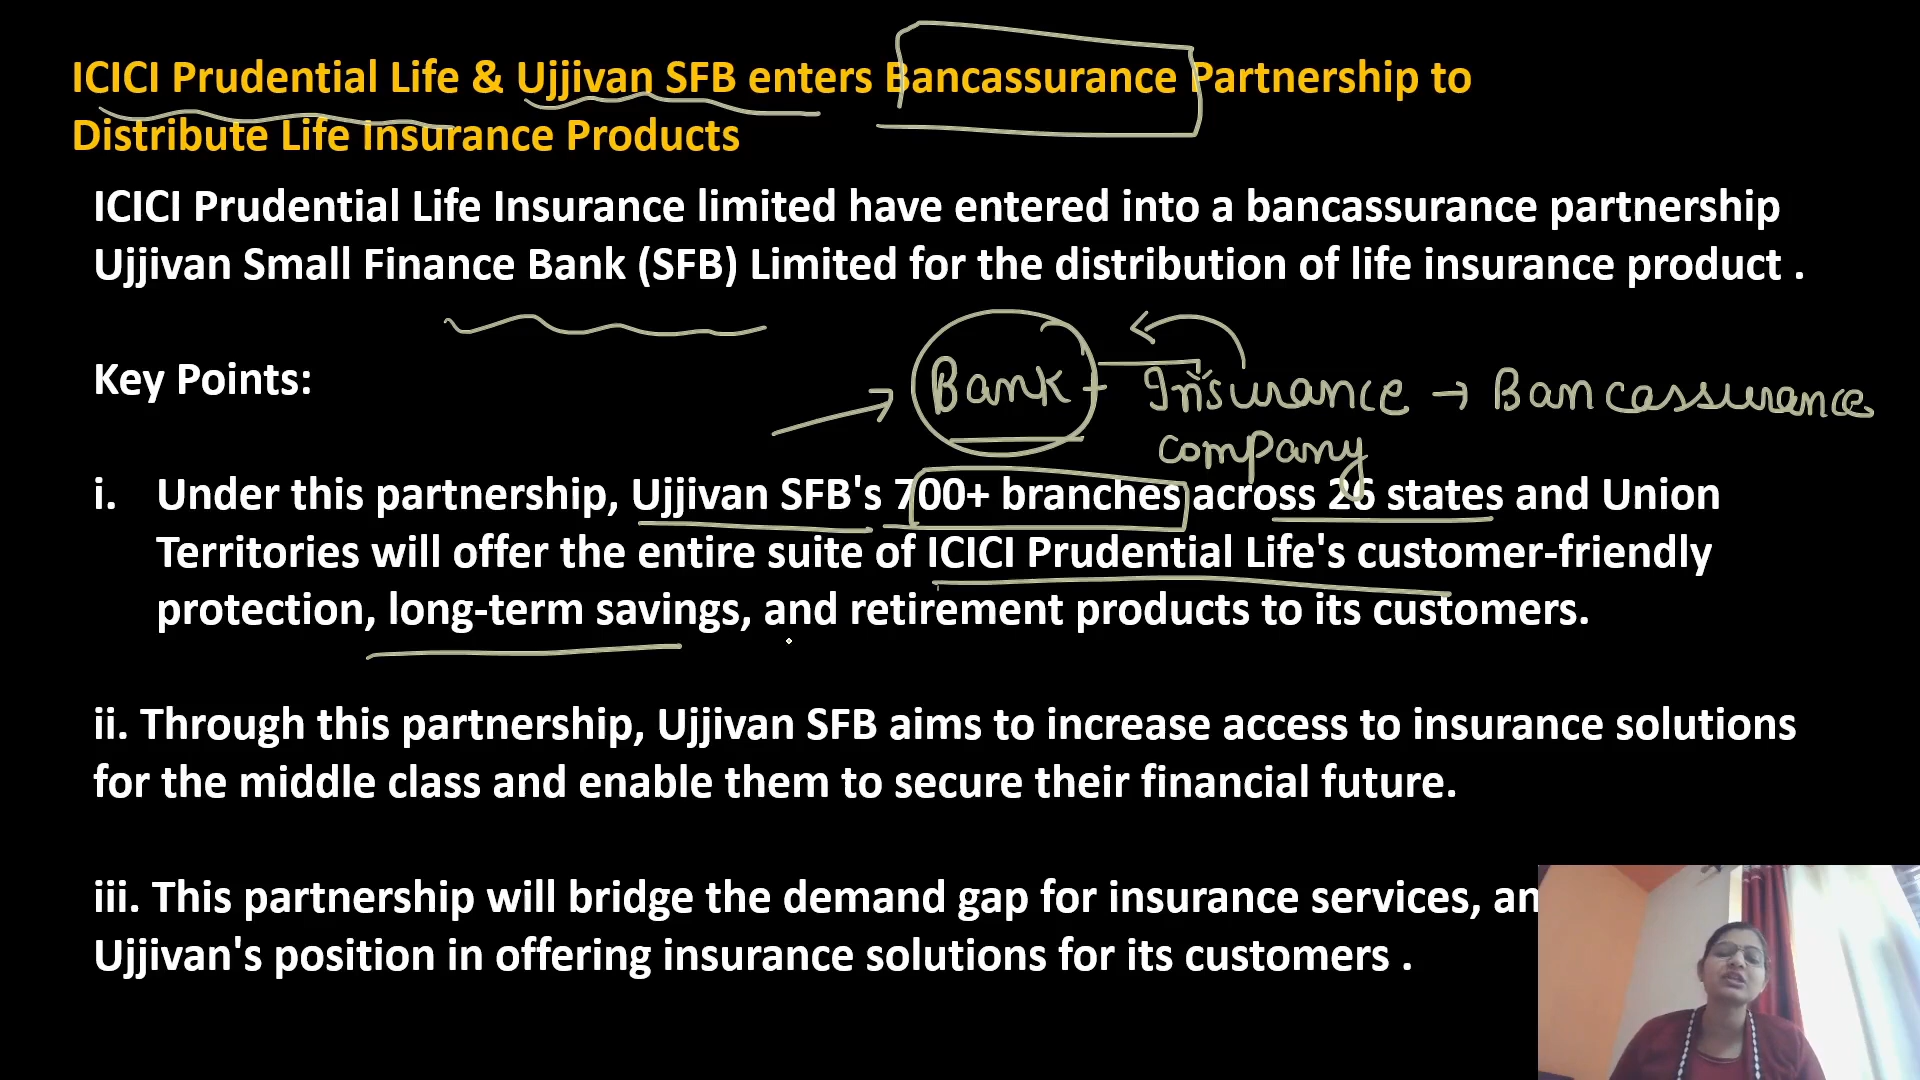 ICICI Prudential Life & Ujjivan SFB enters Bancassurance Partnership to
Distribute Life Insurance Products
ICICI Prudential Life Insurance limited have entered into a bancassurance partnership
Ujjivan Small Finance Bank (SFB) Limited for the distribution of life insurance product .
Key Points:
Bank - Insurance → Bancassurance
company
i. Under this partnership, Ujjivan SFB's 700+ branches across 26 states and Union
Territories will offer the entire suite of ICICI Prudential Life's customer-friendly
protection, long-term savings, and retirement products to its customers.
ii. Through this partnership, Ujjivan SFB aims to increase access to insurance solutions
for the middle class and enable them to secure their financial future.
iii. This partnership will bridge the demand gap for insurance services,
Ujjivan's position in offering insurance solutions for its customers .